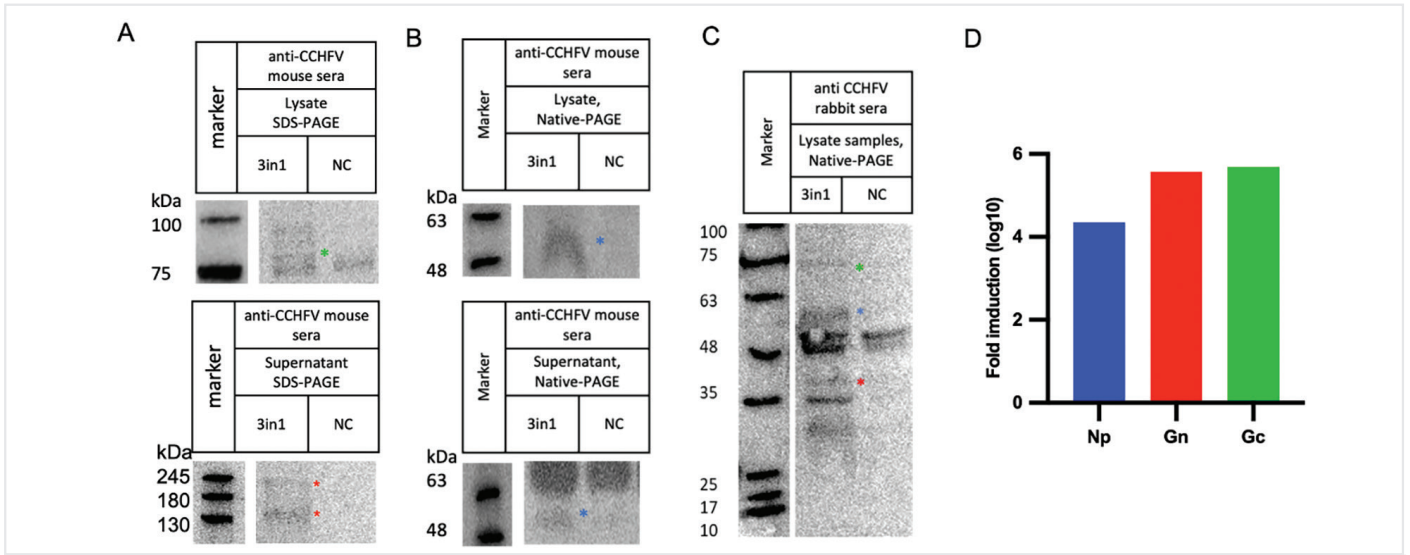 A
anti-CCHFV
mouse sera
marker
Lysate
SDS-PAGE
3in1
NC
kDa
100
75
*
anti-CCHFV mouse
sera
marker
Supernatant
SDS-PAGE
3in1
NC
kDa
245
180
130
*
*
B
anti-CCHFV mouse
sera
Marker
Lysate,
Native-PAGE
3in1
NC
kDa
63
48
*
anti-CCHFV mouse
sera
Marker
Supernatant,
Native-PAGE
3in1
NC
kDa
63
48
*
C
anti CCHFV
rabbit sera
Marker
Lysate samples,
Native-PAGE
3in1
NC
100
75
63
48
35
25
17
10
*
*
*
D
Fold imduction (log10)
6
4
2
0
Np
Gn
Gc